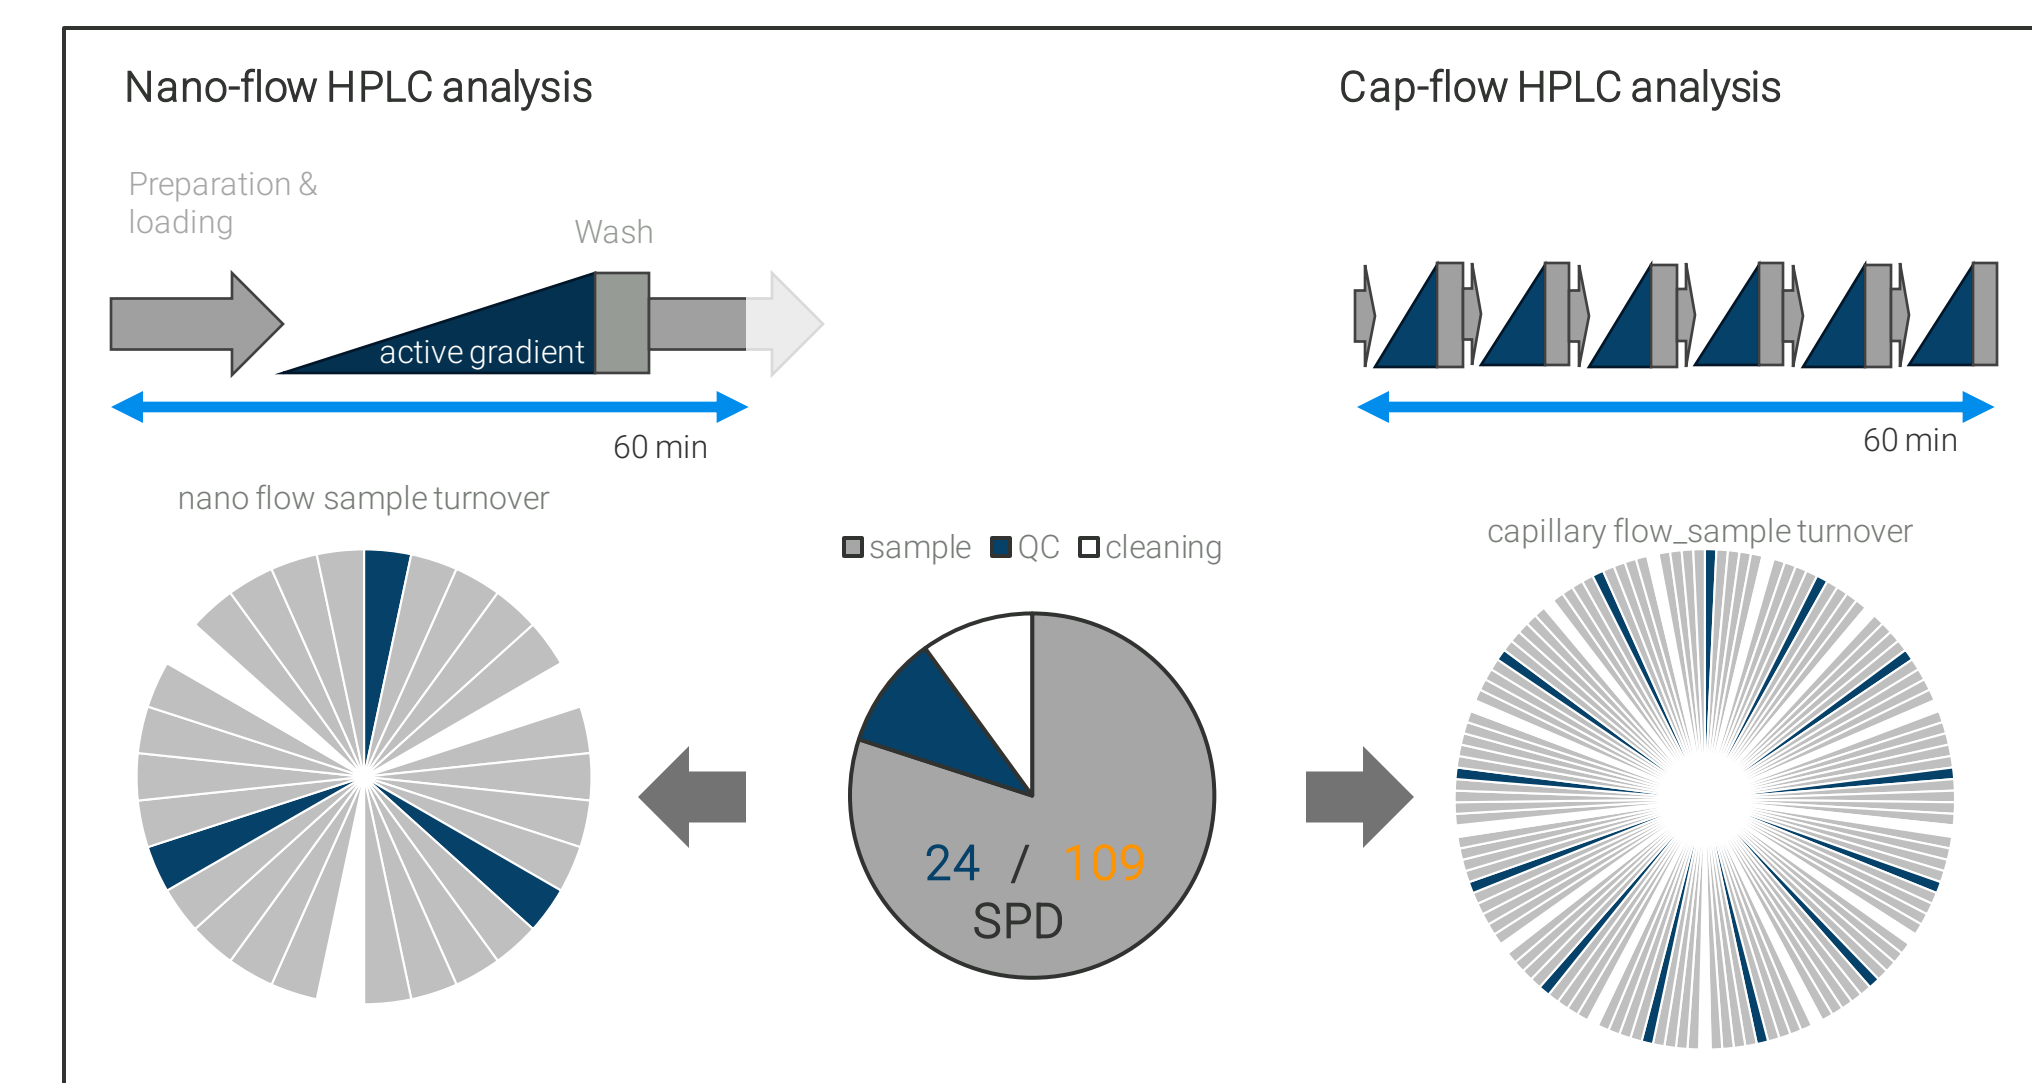 Nano-flow HPLC analysis
Cap-flow HPLC analysis
Preparation &
loading
Wash
active gradient
60 min
60 min
nano flow sample turnover
sample QC cleaning
capillary flow_sample turnover
24 / 109
SPD